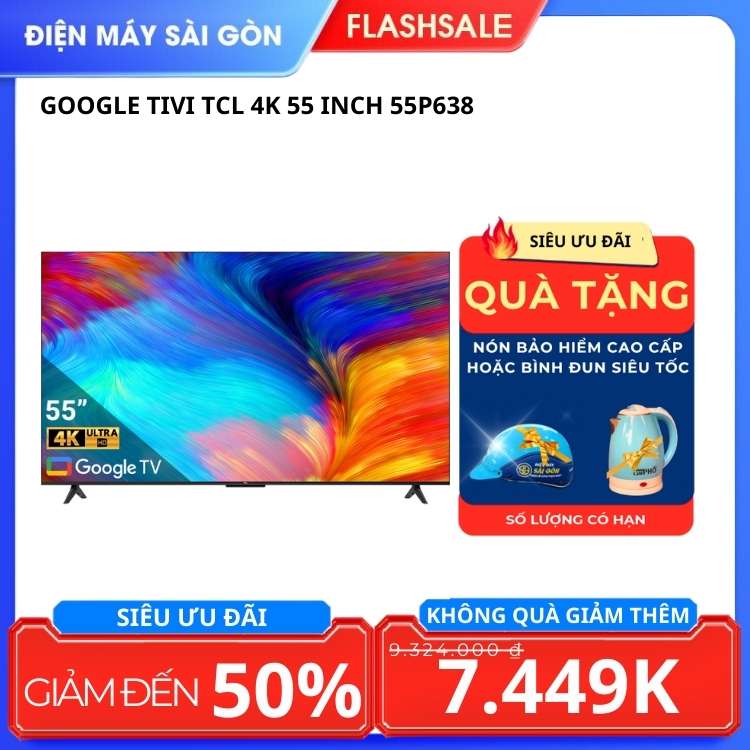 ĐIỆN MÁY SÀI GÒN
FLASHSALE
GOOGLE TIVI TCL 4K 55 INCH 55P638
SIÊU ƯU ĐÃI
QUÀ TẶNG
NÓN BẢO HIỂM CAO CẤP
HOẶC BÌNH ĐUN SIÊU TỐC
55”
4K ULTRA HD
Google TV
SÀI GÒN
SỐ LƯỢNG CÓ HẠN
SIÊU ƯU ĐÃI
GIẢM ĐẾN 50%
KHÔNG QUÀ GIẢM THÊM
9.324.000 ₫
7.449K